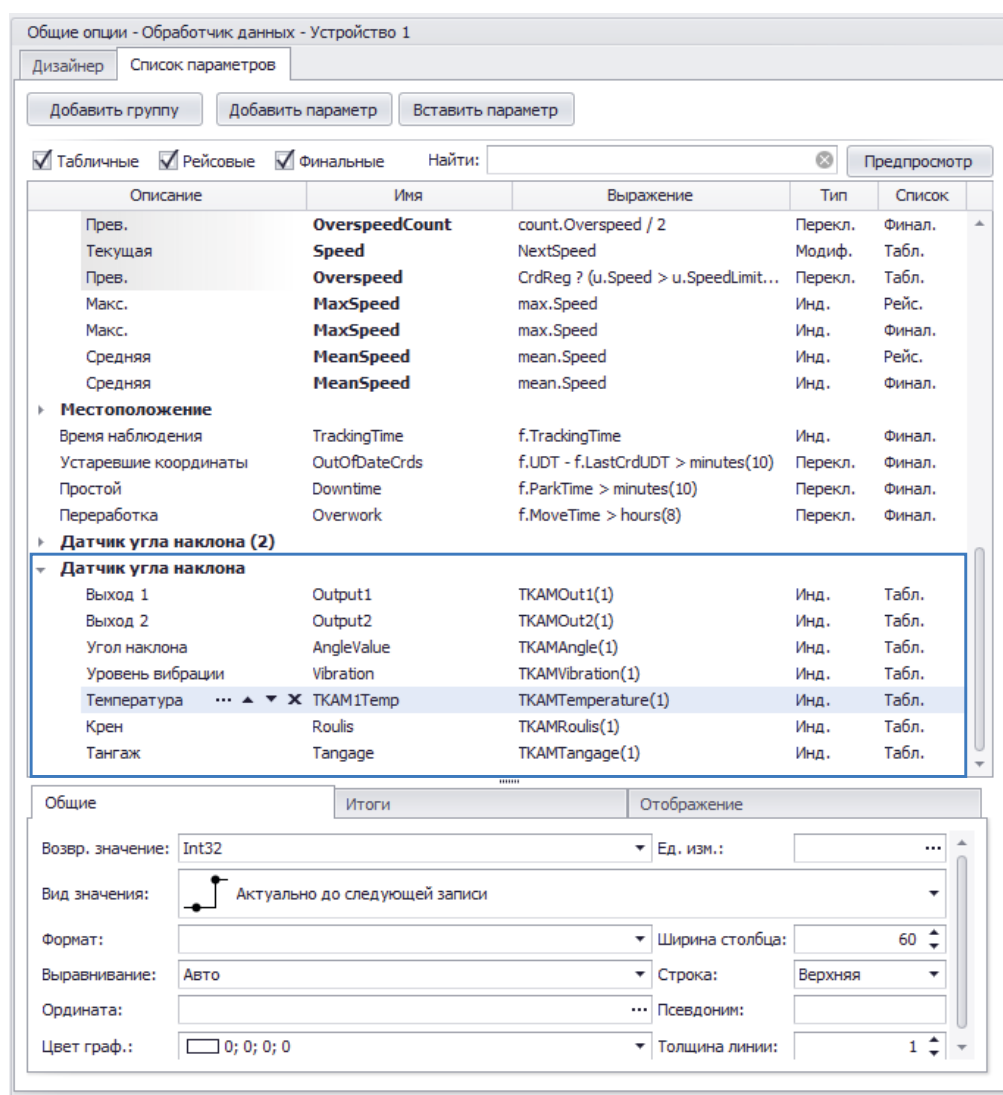 Общие опции - Обработчик данных - Устройство 1
Дизайнер Список параметров
Добавить группу Добавить параметр Вставить параметр
Табличные Рейсовые Финальные Найти: Предпросмотр
Описание Имя Выражение Тип Список
Прев. OverspeedCount count.Overspeed / 2 Перекл. Финал.
Текущая Speed NextSpeed Модиф. Табл.
Прев. Overspeed CrdReg ? (u.Speed > u.SpeedLimit... Перекл. Табл.
Макс. MaxSpeed max.Speed Инд. Рейс.
Макс. MaxSpeed max.Speed Инд. Финал.
Средняя MeanSpeed mean.Speed Инд. Рейс.
Средняя MeanSpeed mean.Speed Инд. Финал.
Местоположение
Время наблюдения TrackingTime f.TrackingTime Инд. Финал.
Устаревшие координаты OutOfDateCrds f.UDT - f.LastCrdUDT > minutes(10) Перекл. Финал.
Простой Downtime f.ParkTime > minutes(10) Перекл. Финал.
Переработка Overwork f.MoveTime > hours(8) Перекл. Финал.
Датчик угла наклона (2)
Датчик угла наклона
Выход 1 Output1 TKAMOut1(1) Инд. Табл.
Выход 2 Output2 TKAMOut2(1) Инд. Табл.
Угол наклона AngleValue TKAMAngle(1) Инд. Табл.
Уровень вибрации Vibration TKAMVibration(1) Инд. Табл.
Температура ... TKAM1Temp TKAMTemperature(1) Инд. Табл.
Крен Roulis TKAMRoulis(1) Инд. Табл.
Тангаж Tangage TKAMTangage(1) Инд. Табл.
Общие Итоги Отображение
Возвр. значение: Int32 Ед. изм.: ...
Вид значения: Актуально до следующей записи
Формат: Ширина столбца: 60
Выравнивание: Авто Строка: Верхняя
Ордината: ... Псевдоним:
Цвет граф.: 0; 0; 0; 0 Толщина линии: 1